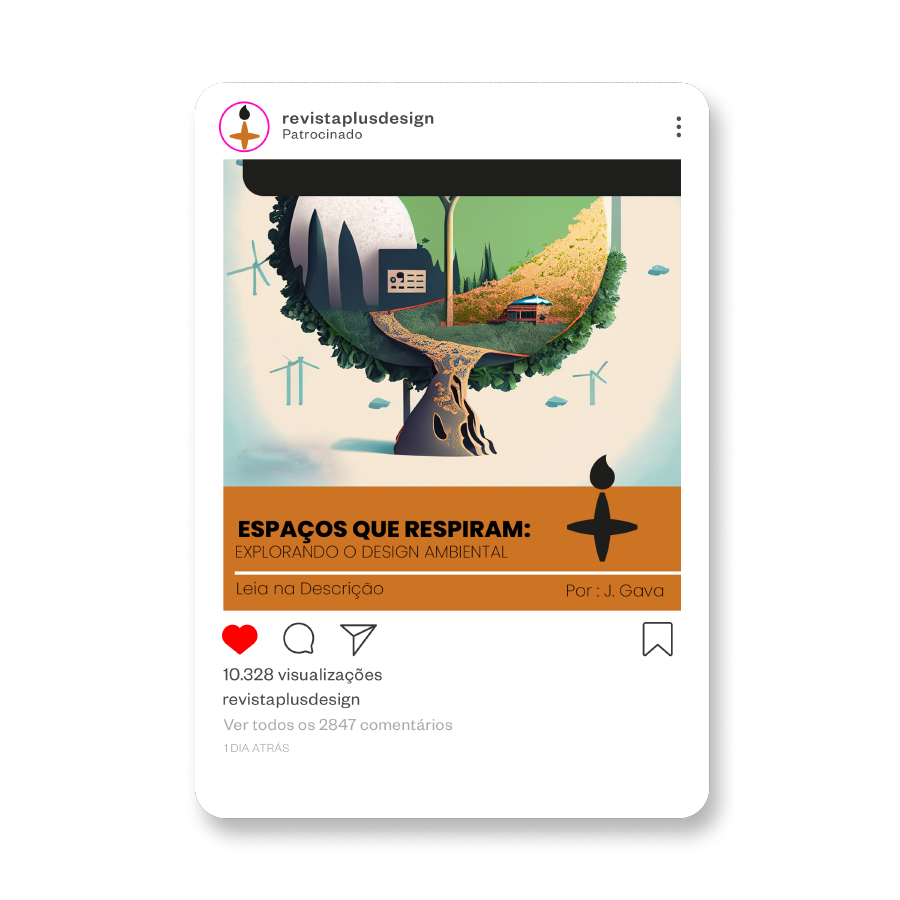 revistaplusdesign
Patrocinado
ESPAÇOS QUE RESPIRAM:
EXPLORANDO O DESIGN AMBIENTAL
Leia na Descrição
Por : J. Gava
10.328 visualizações
revistaplusdesign
Ver todos os 2847 comentários
1 DIA ATRÁS